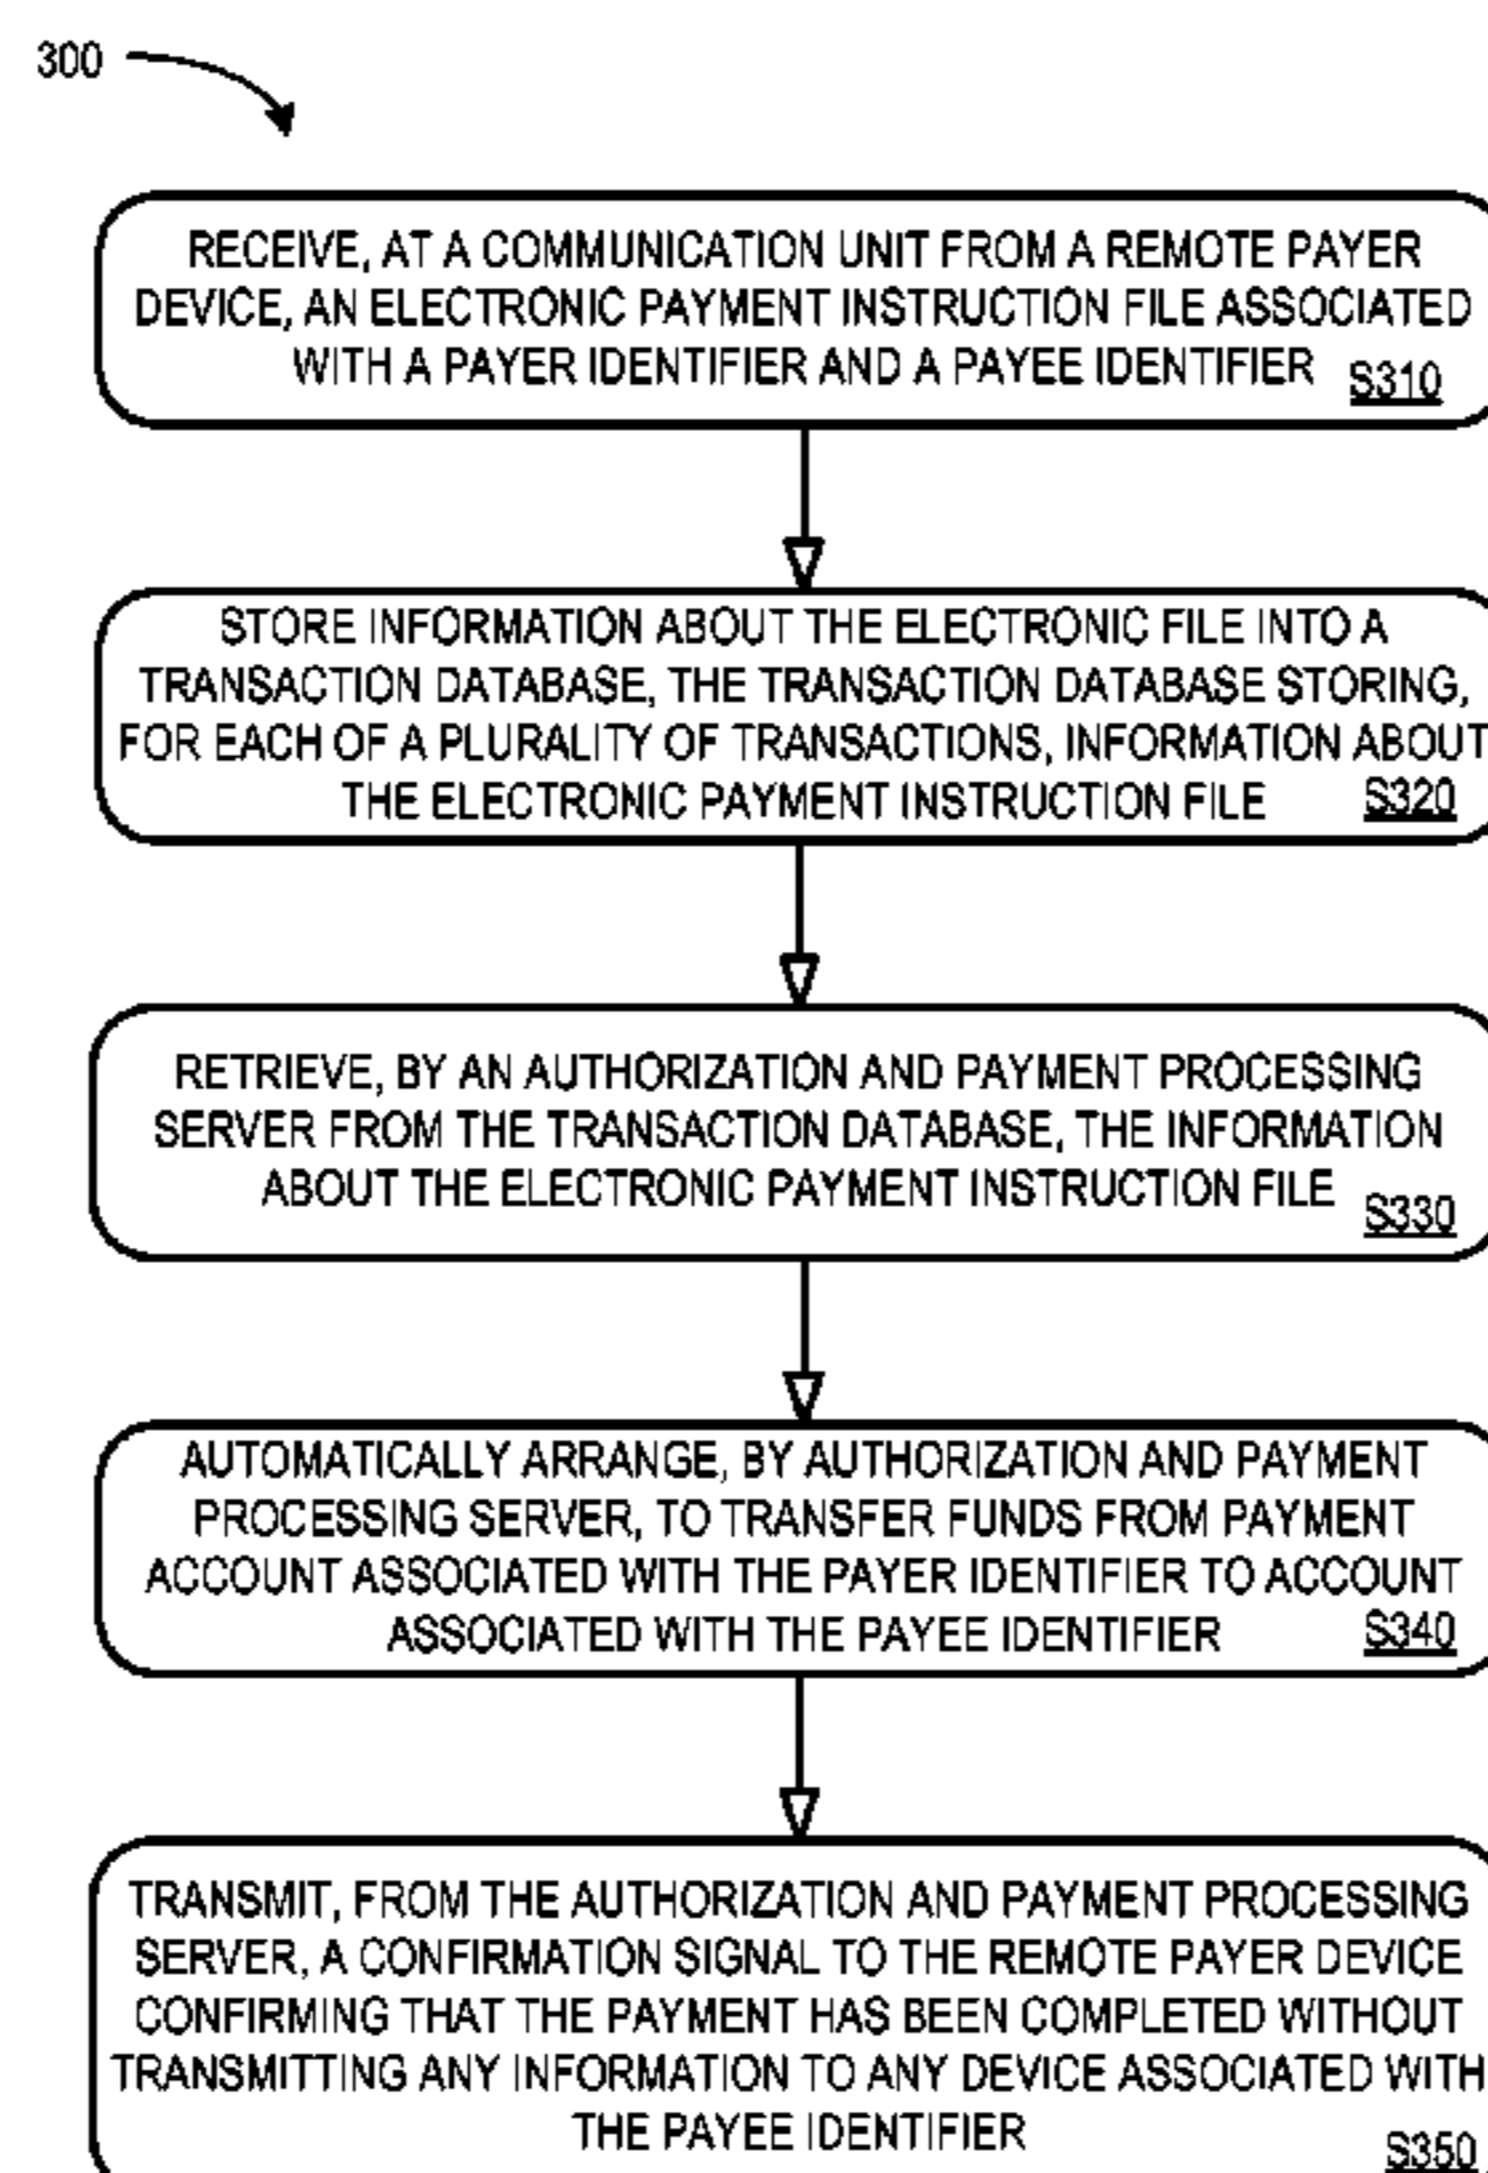 300
RECEIVE, AT A COMMUNICATION UNIT FROM A REMOTE PAYER
DEVICE, AN ELECTRONIC PAYMENT INSTRUCTION FILE ASSOCIATED
WITH A PAYER IDENTIFIER AND A PAYEE IDENTIFIER S310
STORE INFORMATION ABOUT THE ELECTRONIC FILE INTO A
TRANSACTION DATABASE, THE TRANSACTION DATABASE STORING,
FOR EACH OF A PLURALITY OF TRANSACTIONS, INFORMATION ABOUT
THE ELECTRONIC PAYMENT INSTRUCTION FILE S320
RETRIEVE, BY AN AUTHORIZATION AND PAYMENT PROCESSING
SERVER FROM THE TRANSACTION DATABASE, THE INFORMATION
ABOUT THE ELECTRONIC PAYMENT INSTRUCTION FILE S330
AUTOMATICALLY ARRANGE, BY AUTHORIZATION AND PAYMENT
PROCESSING SERVER, TO TRANSFER FUNDS FROM PAYMENT
ACCOUNT ASSOCIATED WITH THE PAYER IDENTIFIER TO ACCOUNT
ASSOCIATED WITH THE PAYEE IDENTIFIER S340
TRANSMIT, FROM THE AUTHORIZATION AND PAYMENT PROCESSING
SERVER, A CONFIRMATION SIGNAL TO THE REMOTE PAYER DEVICE
CONFIRMING THAT THE PAYMENT HAS BEEN COMPLETED WITHOUT
TRANSMITTING ANY INFORMATION TO ANY DEVICE ASSOCIATED WITH
THE PAYEE IDENTIFIER S350